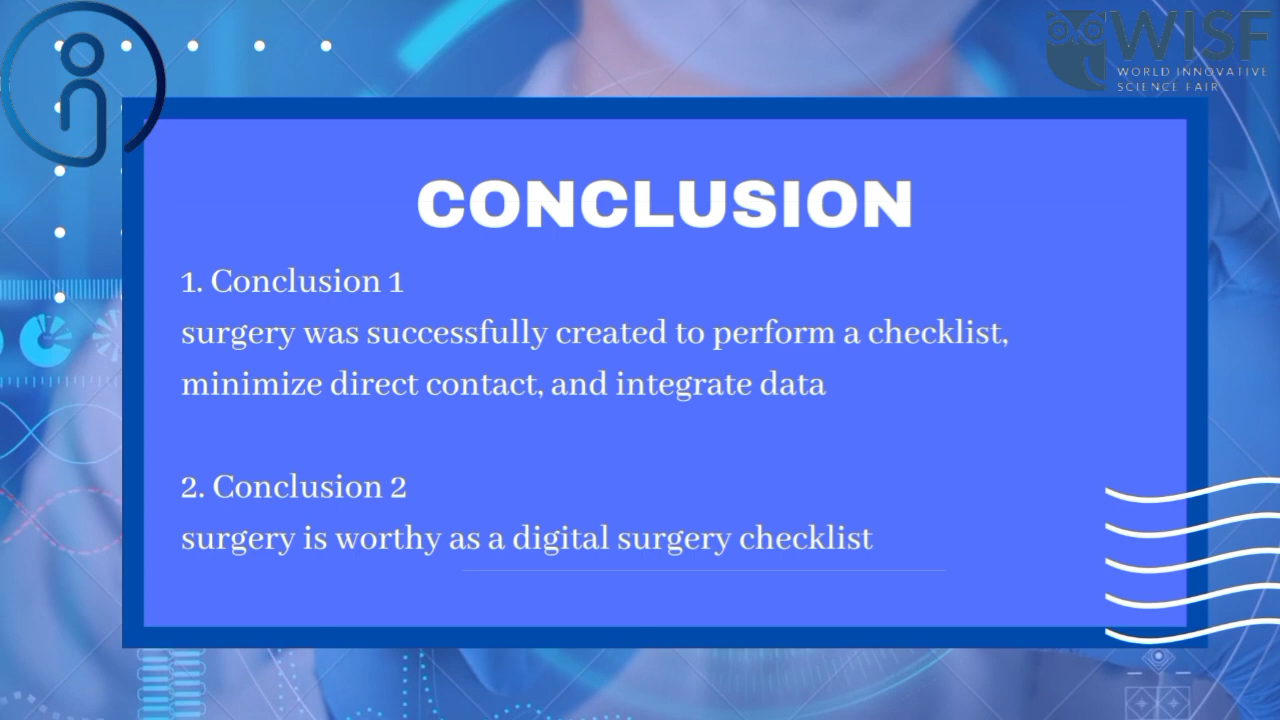 WISF
WORLD INNOVATIVE
SCIENCE FAIR
CONCLUSION
1. Conclusion 1
surgery was successfully created to perform a checklist,
minimize direct contact, and integrate data
2. Conclusion 2
surgery is worthy as a digital surgery checklist